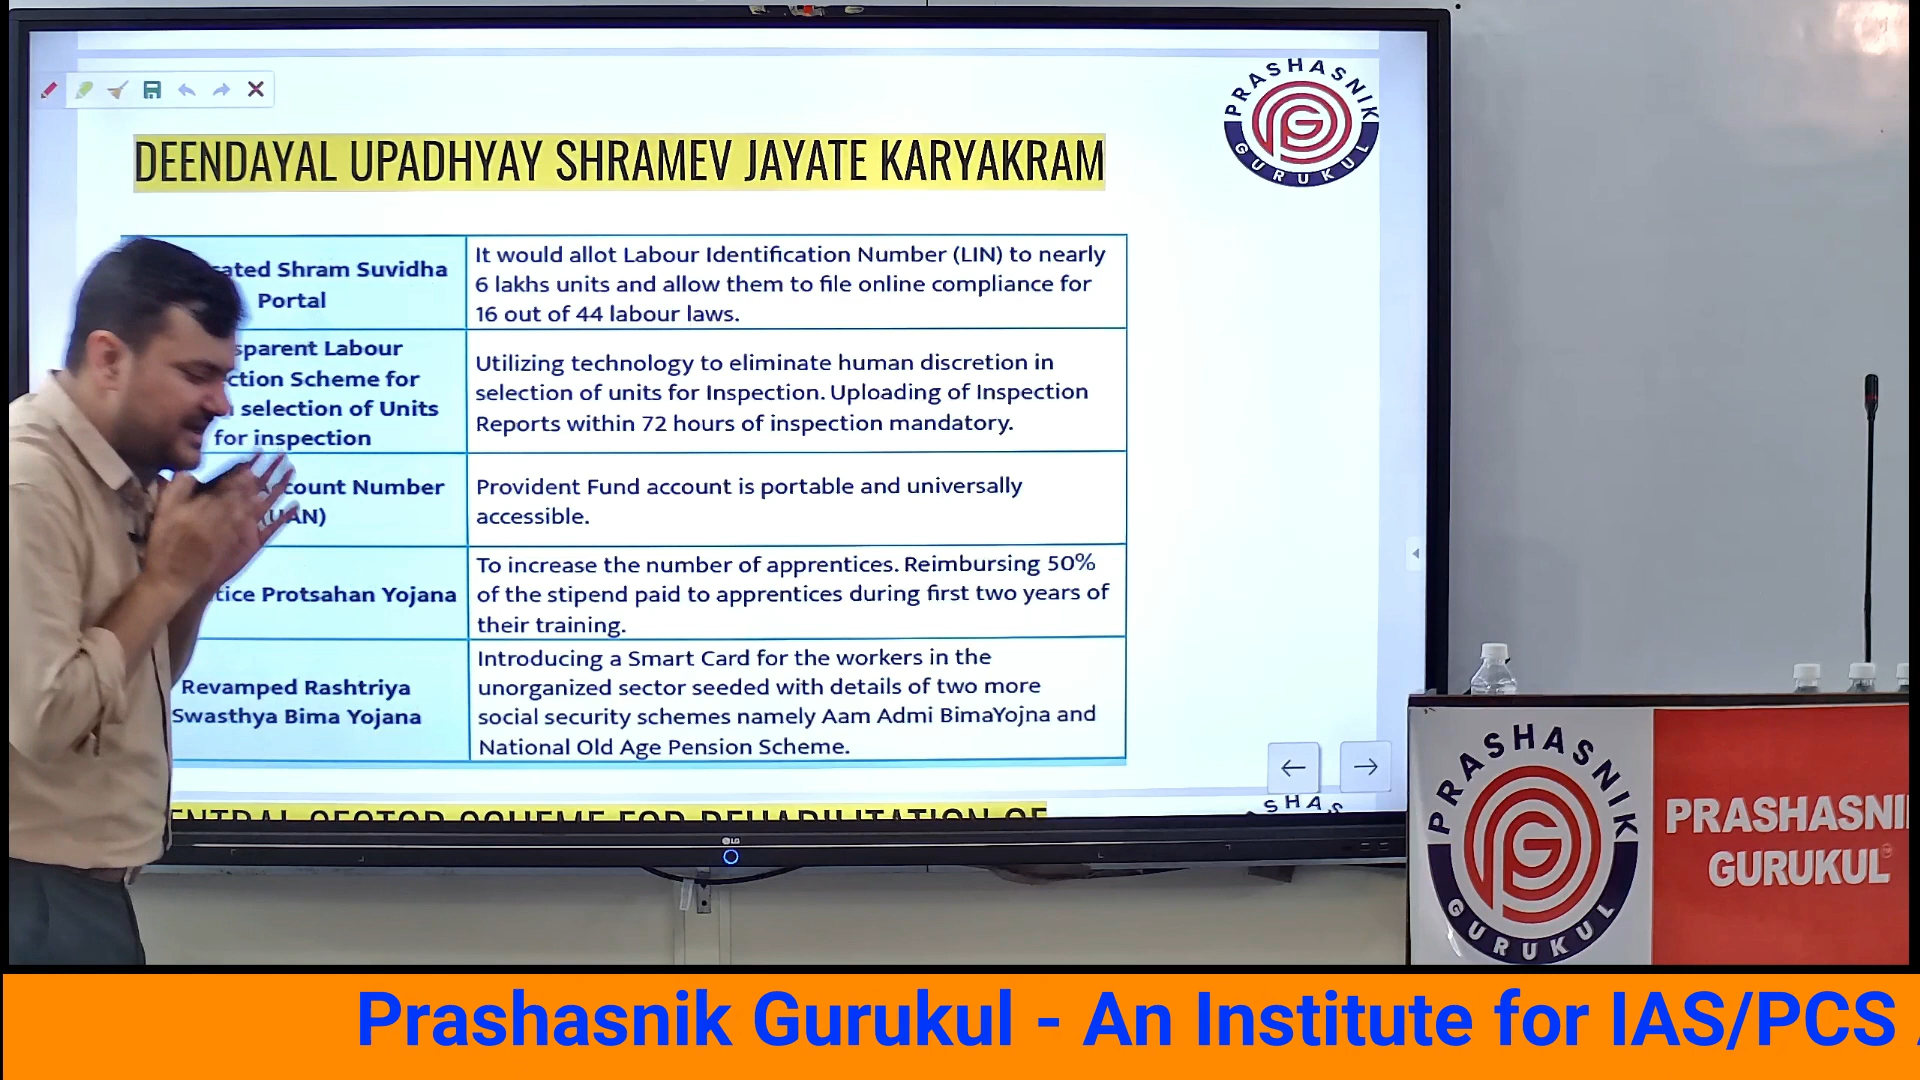 PRASHASNIK
GURUKUL
DEENDAYAL UPADHYAY SHRAMEV JAYATE KARYAKRAM
Shram Suvidha
Portal
It would allot Labour Identification Number (LIN) to nearly
6 lakhs units and allow them to file online compliance for
16 out of 44 labour laws.
Labour
Scheme for
selection of Units
for inspection
Utilizing technology to eliminate human discretion in
selection of units for Inspection. Uploading of Inspection
Reports within 72 hours of inspection mandatory.
Number
(UAN)
Provident Fund account is portable and universally
accessible.
Protsahan Yojana
To increase the number of apprentices. Reimbursing 50%
of the stipend paid to apprentices during first two years of
their training.
Revamped Rashtriya
Swasthya Bima Yojana
Introducing a Smart Card for the workers in the
unorganized sector seeded with details of two more
social security schemes namely Aam Admi BimaYojna and
National Old Age Pension Scheme.
SECTOR SCHEME FOR REHABILITATION OF
LG
PRASHASNIK
GURUKUL
PRASHASNI
GURUKUL
Prashasnik Gurukul - An Institute for IAS/PCS